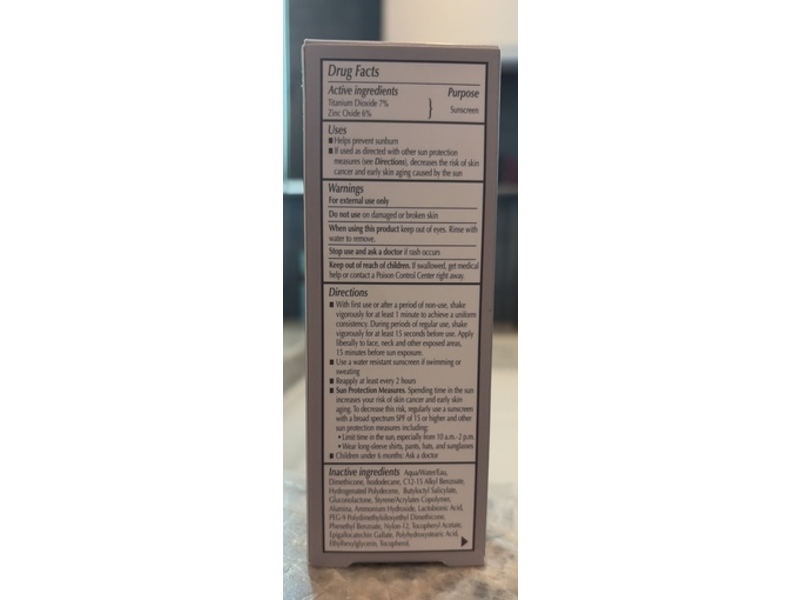 Drug Facts
Active ingredients Purpose
Titanium Dioxide 7%
Zinc Oxide 6% Sunscreen
Uses
■ Helps prevent sunburn
■ If used as directed with other sun protection
measures (see Directions), decreases the risk of skin
cancer and early skin aging caused by the sun
Warnings
For external use only
Do not use on damaged or broken skin
When using this product keep out of eyes. Rinse with
water to remove.
Stop use and ask a doctor if rash occurs
Keep out of reach of children. If swallowed, get medical
help or contact a Poison Control Center right away.
Directions
■ With first use or after a period of non-use, shake
vigorously for at least 1 minute to achieve a uniform
consistency. During periods of regular use, shake
vigorously for at least 15 seconds before use. Apply
liberally to face, neck and other exposed areas,
15 minutes before sun exposure.
■ Use a water resistant sunscreen if swimming or
sweating
■ Reapply at least every 2 hours
■ Sun Protection Measures. Spending time in the sun
increases your risk of skin cancer and early skin
aging. To decrease this risk, regularly use a sunscreen
with a broad spectrum SPF of 15 or higher and other
sun protection measures including:
• Limit time in the sun, especially from 10 a.m.-2 p.m.
• Wear long-sleeve shirts, pants, hats, and sunglasses
■ Children under 6 months: Ask a doctor
Inactive ingredients Aqua/Water/Eau,
Dimethicone, Isododecane, C12-15 Alkyl Benzoate,
Hydrogenated Polydecene, Butyloctyl Salicylate,
Gluconolactone, Styrene/Acrylates Copolymer,
Alumina, Ammonium Hydroxide, Lactobionic Acid,
PEG-9 Polydimethylsiloxyethyl Dimethicone,
Phenethyl Benzoate, Nylon-12, Tocopheryl Acetate,
Epigallocatechin Gallate, Polyhydroxystearic Acid,
Ethylhexylglycerin, Tocopherol,